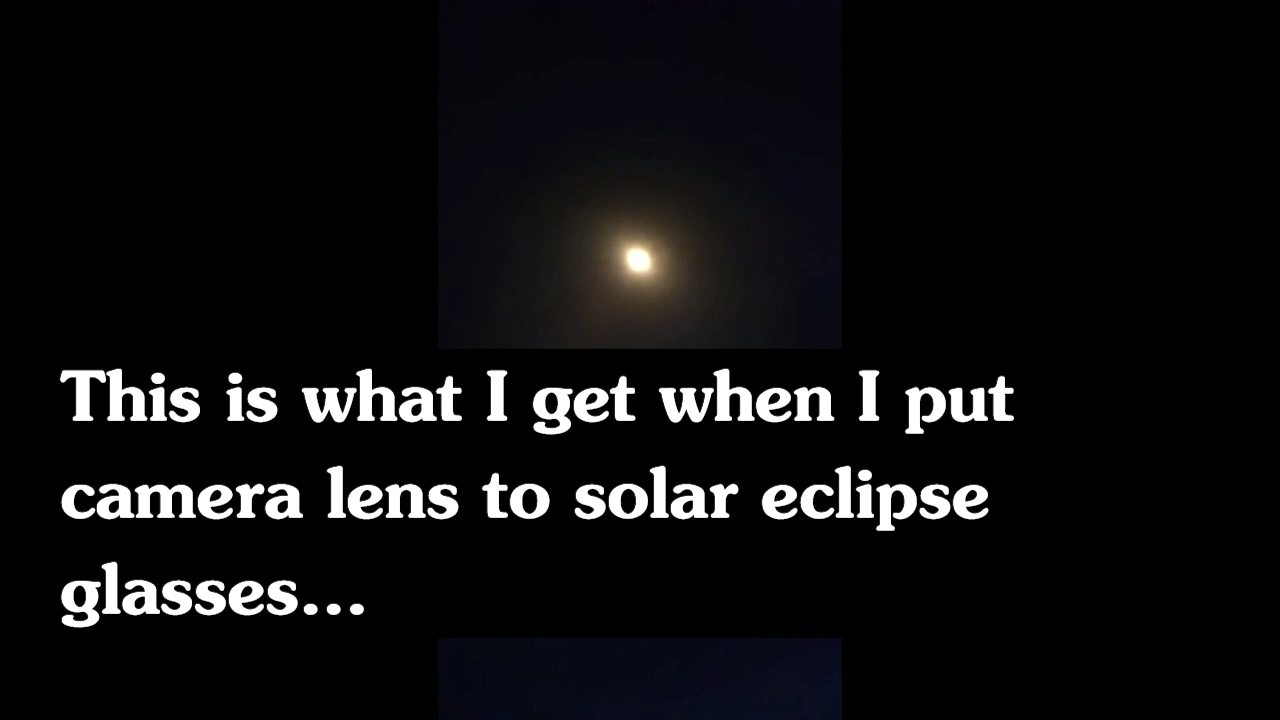 This is what I get when I put
camera lens to solar eclipse
glasses...